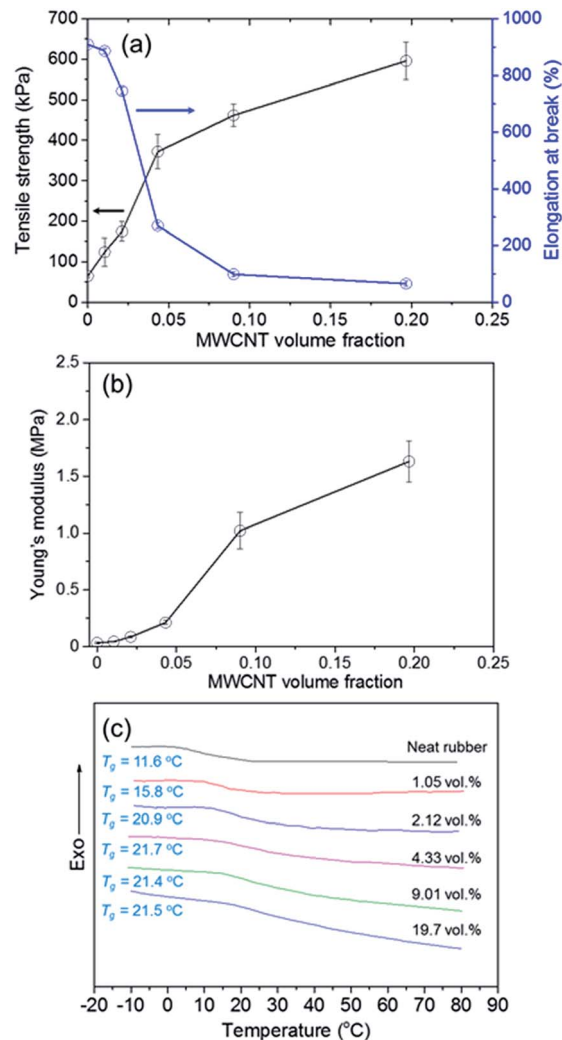 (a)
Tensile strength (kPa)
700
600
500
400
300
200
100
0
Elongation at break (%)
1000
800
600
400
200
0
0
0.05
0.10
0.15
0.20
0.25
MWCNT volume fraction
(b)
Young's modulus (MPa)
2.5
2.0
1.5
1.0
0.5
0
0
0.05
0.10
0.15
0.20
0.25
MWCNT volume fraction
(c)
Exo
Neat rubber
Tg = 11.6 °C
1.05 vol.%
Tg = 15.8 °C
2.12 vol.%
Tg = 20.9 °C
4.33 vol.%
Tg = 21.7 °C
9.01 vol.%
Tg = 21.4 °C
19.7 vol.%
Tg = 21.5 °C
-20 -10 0 10 20 30 40 50 60 70 80 90
Temperature (°C)